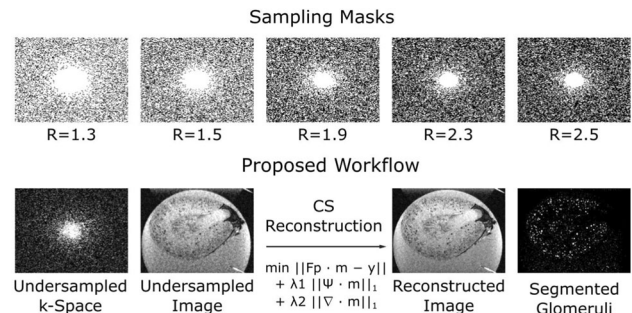 Sampling Masks
R=1.3 R=1.5 R=1.9 R=2.3 R=2.5
Proposed Workflow
CS
Reconstruction
min ||Fp · m − y||
+ λ1 ||Ψ · m||₁
+ λ2 ||∇ · m||₁
Undersampled
k-Space
Undersampled
Image
Reconstructed
Image
Segmented
Glomeruli